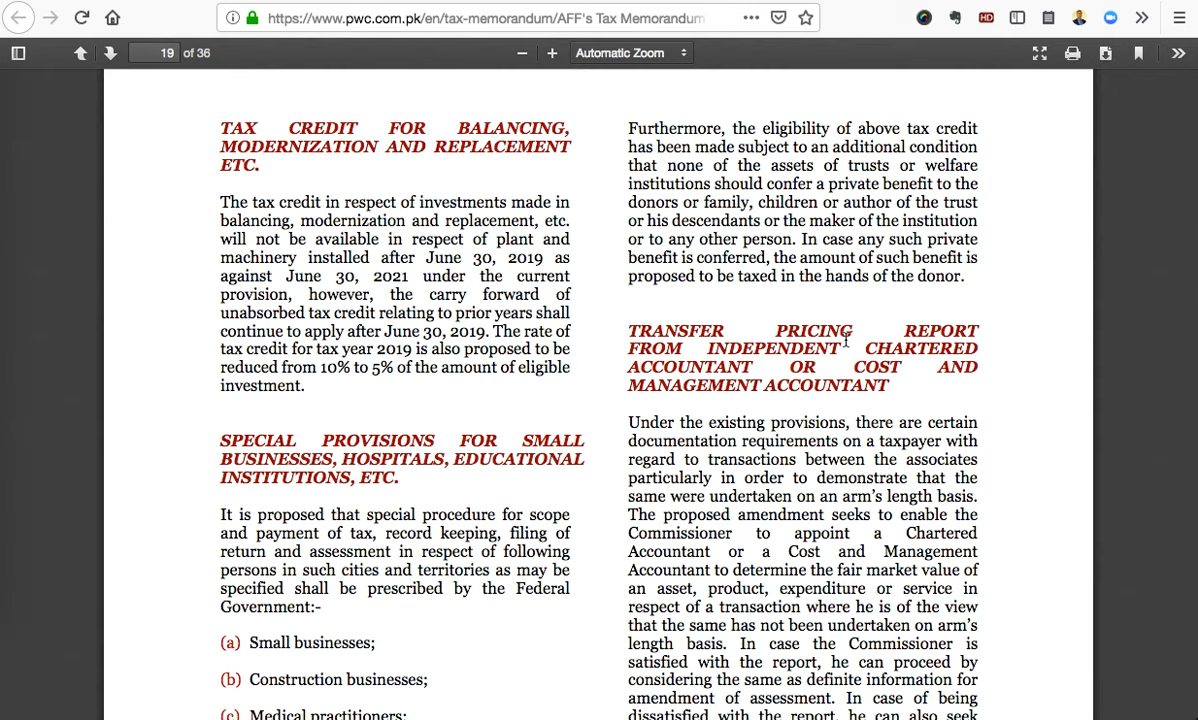 https://www.pwc.com.pk/en/tax-memorandum/AFF's Tax Memorandum
HD
19 of 36
Automatic Zoom
TAX CREDIT FOR BALANCING,
MODERNIZATION AND REPLACEMENT
ETC.
The tax credit in respect of investments made in
balancing, modernization and replacement, etc.
will not be available in respect of plant and
machinery installed after June 30, 2019 as
against June 30, 2021 under the current
provision, however, the carry forward of
unabsorbed tax credit relating to prior years shall
continue to apply after June 30, 2019. The rate of
tax credit for tax year 2019 is also proposed to be
reduced from 10% to 5% of the amount of eligible
investment.
SPECIAL PROVISIONS FOR SMALL
BUSINESSES, HOSPITALS, EDUCATIONAL
INSTITUTIONS, ETC.
It is proposed that special procedure for scope
and payment of tax, record keeping, filing of
return and assessment in respect of following
persons in such cities and territories as may be
specified shall be prescribed by the Federal
Government:-
(a) Small businesses;
(b) Construction businesses;
(c) Medical practitioners;
Furthermore, the eligibility of above tax credit
has been made subject to an additional condition
that none of the assets of trusts or welfare
institutions should confer a private benefit to the
donors or family, children or author of the trust
or his descendants or the maker of the institution
or to any other person. In case any such private
benefit is conferred, the amount of such benefit is
proposed to be taxed in the hands of the donor.
TRANSFER PRICING REPORT
FROM INDEPENDENT CHARTERED
ACCOUNTANT OR COST AND
MANAGEMENT ACCOUNTANT
Under the existing provisions, there are certain
documentation requirements on a taxpayer with
regard to transactions between the associates
particularly in order to demonstrate that the
same were undertaken on an arm's length basis.
The proposed amendment seeks to enable the
Commissioner to appoint a Chartered
Accountant or a Cost and Management
Accountant to determine the fair market value of
an asset, product, expenditure or service in
respect of a transaction where he is of the view
that the same has not been undertaken on arm's
length basis. In case the Commissioner is
satisfied with the report, he can proceed by
considering the same as definite information for
amendment of assessment. In case of being
dissatisfied with the report, he can also seek